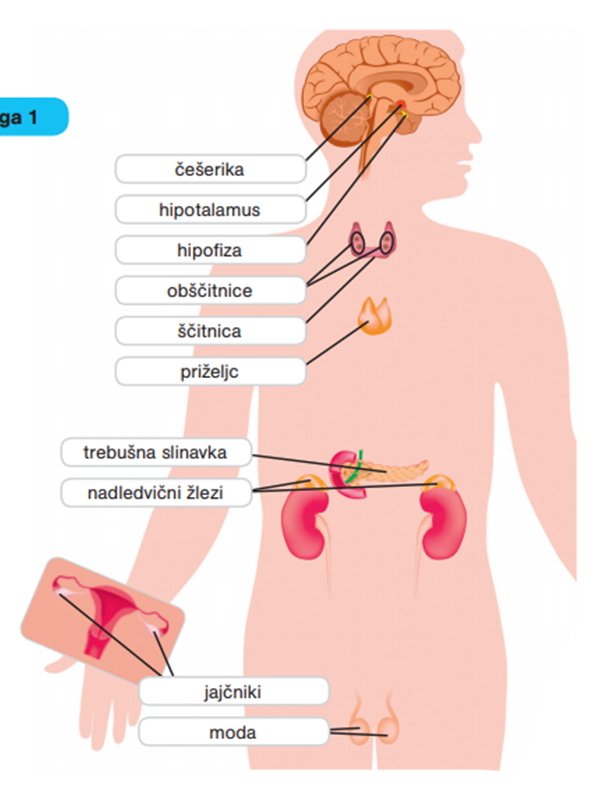 ga 1
češerika
hipotalamus
hipofiza
obščitnice
ščitnica
priželjc
trebušna slinavka
nadledvični žlezi
jajčniki
moda